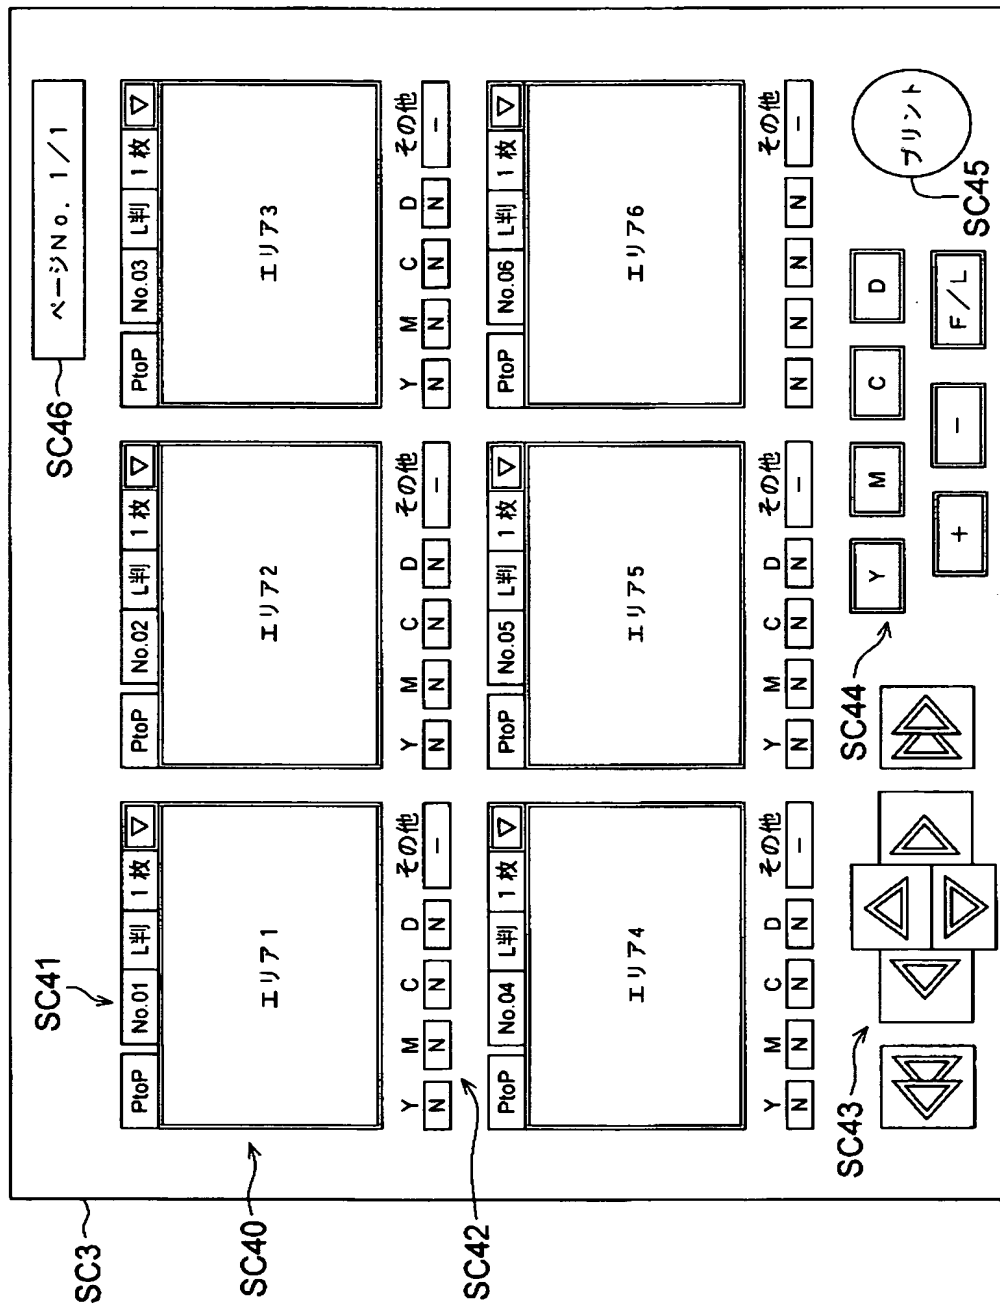 SC3
SC46
ページNo. 1/1
SC41
PtoP No.01 L判 1枚 ▽
PtoP No.02 L判 1枚 ▽
PtoP No.03 L判 1枚 ▽
SC40
エリア1
エリア2
エリア3
Y M C D その他
N N N N −
Y M C D その他
N N N N −
Y M C D その他
N N N N −
SC42
PtoP No.04 L判 1枚 ▽
PtoP No.05 L判 1枚 ▽
PtoP No.06 L判 1枚 ▽
エリア4
エリア5
エリア6
Y M C D その他
N N N N −
Y M C D その他
N N N N −
その他
N N N N −
SC43
SC44
Y M C D
+ − F/L
プリント
SC45